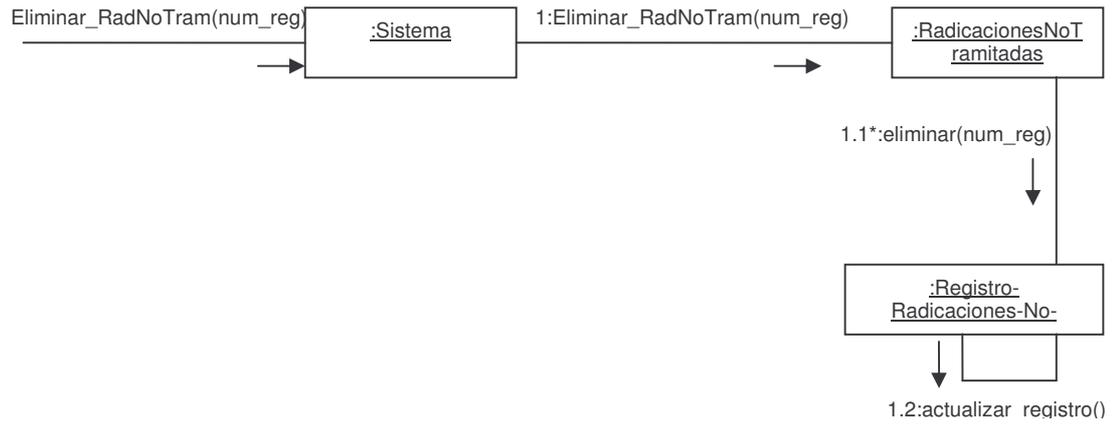 Eliminar_RadNoTram(num_reg)
:Sistema
1:Eliminar_RadNoTram(num_reg)
:RadicacionesNoT
ramitadas
1.1*:eliminar(num_reg)
:Registro-
Radicaciones-No-
1.2:actualizar_registro()